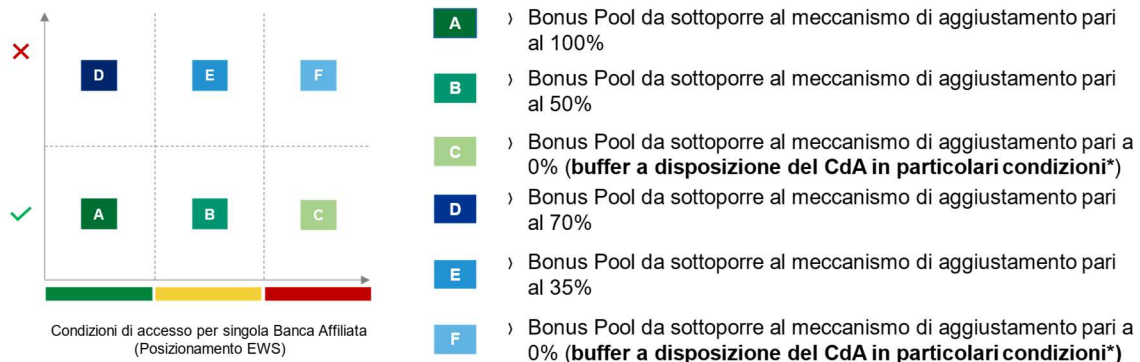 D
E
F
A
B
C
Condizioni di accesso per singola Banca Affiliata
(Posizionamento EWS)
A
› Bonus Pool da sottoporre al meccanismo di aggiustamento pari
al 100%
B
› Bonus Pool da sottoporre al meccanismo di aggiustamento pari
al 50%
C
› Bonus Pool da sottoporre al meccanismo di aggiustamento pari a
0% (buffer a disposizione del CdA in particolari condizioni*)
D
› Bonus Pool da sottoporre al meccanismo di aggiustamento pari
al 70%
E
› Bonus Pool da sottoporre al meccanismo di aggiustamento pari
al 35%
F
› Bonus Pool da sottoporre al meccanismo di aggiustamento pari a
0% (buffer a disposizione del CdA in particolari condizioni*)